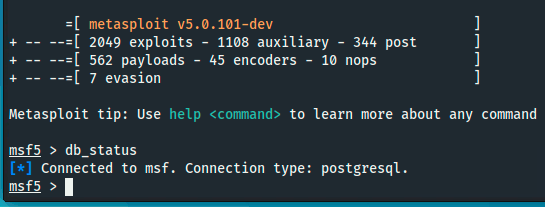 =[ metasploit v5.0.101-dev ]
+ -- --=[ 2049 exploits - 1108 auxiliary - 344 post ]
+ -- --=[ 562 payloads - 45 encoders - 10 nops ]
+ -- --=[ 7 evasion ]
Metasploit tip: Use help <command> to learn more about any command
msf5 > db_status
[*] Connected to msf. Connection type: postgresql.
msf5 >